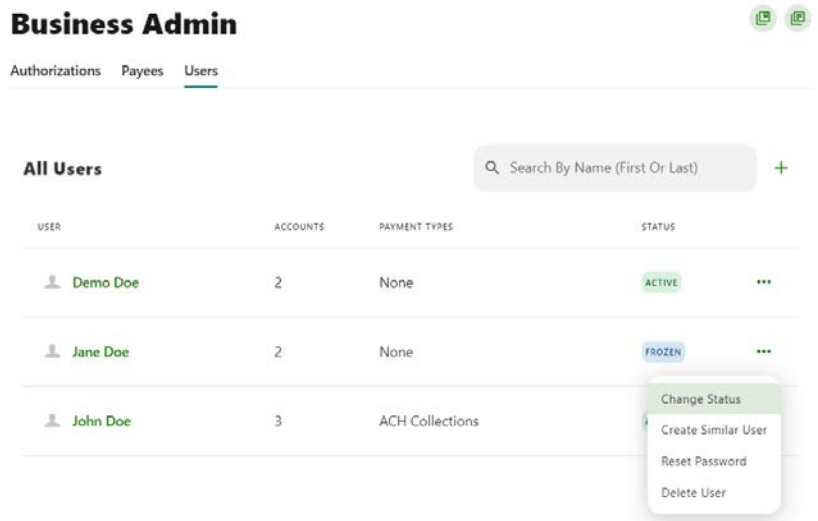 Business Admin
Authorizations Payees Users
All Users
Search By Name (First Or Last)
USER ACCOUNTS PAYMENT TYPES STATUS
Demo Doe 2 None ACTIVE
Jane Doe 2 None FROZEN
John Doe 3 ACH Collections
Change Status
Create Similar User
Reset Password
Delete User